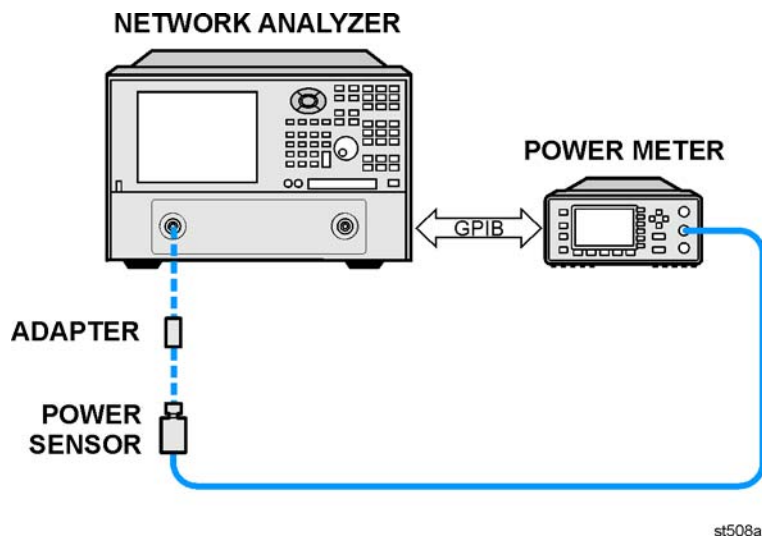 NETWORK ANALYZER
POWER METER
GPIB
ADAPTER
POWER
SENSOR
st508a